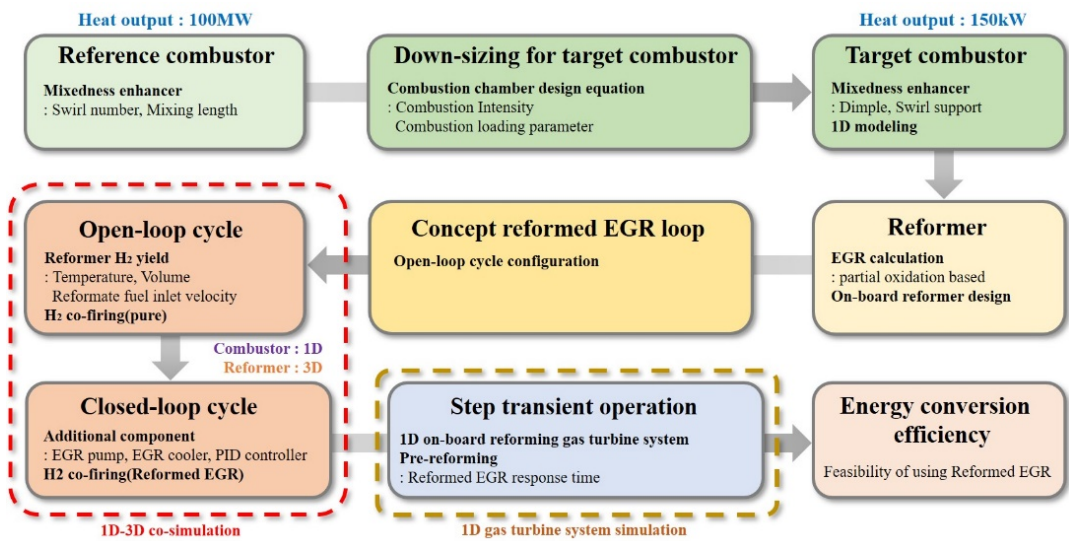 Heat output : 100MW
Heat output : 150kW
Reference combustor
Mixedness enhancer
: Swirl number, Mixing length
Down-sizing for target combustor
Combustion chamber design equation
: Combustion Intensity
Combustion loading parameter
Target combustor
Mixedness enhancer
: Dimple, Swirl support
1D modeling
Reformer
EGR calculation
: partial oxidation based
On-board reformer design
Concept reformed EGR loop
Open-loop cycle configuration
Open-loop cycle
Reformer H₂ yield
: Temperature, Volume
Reformate fuel inlet velocity
H₂ co-firing(pure)
Combustor : 1D
Reformer : 3D
Closed-loop cycle
Additional component
: EGR pump, EGR cooler, PID controller
H2 co-firing(Reformed EGR)
1D-3D co-simulation
Step transient operation
1D on-board reforming gas turbine system
Pre-reforming
: Reformed EGR response time
1D gas turbine system simulation
Energy conversion
efficiency
Feasibility of using Reformed EGR